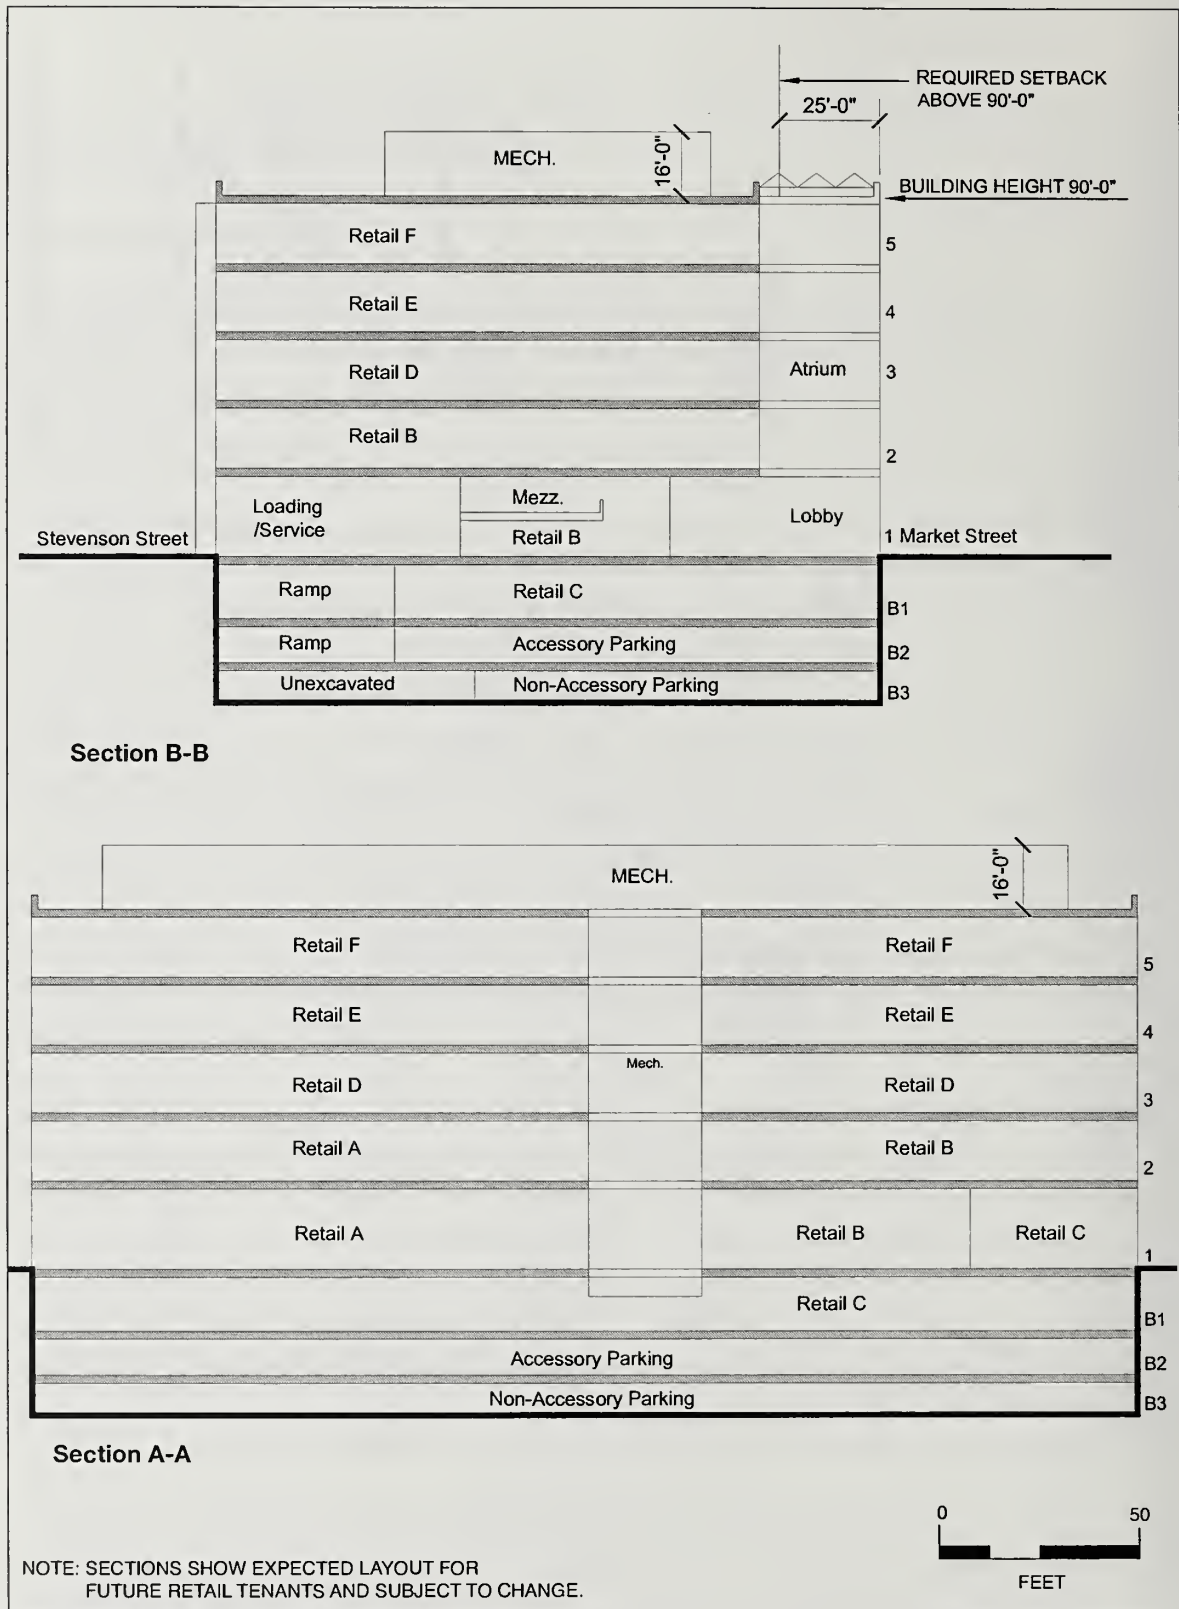 REQUIRED SETBACK
ABOVE 90'-0"
25'-0"
MECH.
16'-0"
BUILDING HEIGHT 90'-0"
Retail F
5
Retail E
4
Retail D
Atrium
3
Retail B
2
Loading
/Service
Mezz.
Retail B
Lobby
Stevenson Street
1 Market Street
Ramp
Retail C
B1
Ramp
Accessory Parking
B2
Unexcavated
Non-Accessory Parking
B3
Section B-B
MECH.
16'-0"
Retail F
Retail F
5
Retail E
Retail E
4
Mech.
Retail D
Retail D
3
Retail A
Retail B
2
Retail A
Retail B
Retail C
1
Retail C
B1
Accessory Parking
B2
Non-Accessory Parking
B3
Section A-A
0 50
FEET
NOTE: SECTIONS SHOW EXPECTED LAYOUT FOR
FUTURE RETAIL TENANTS AND SUBJECT TO CHANGE.